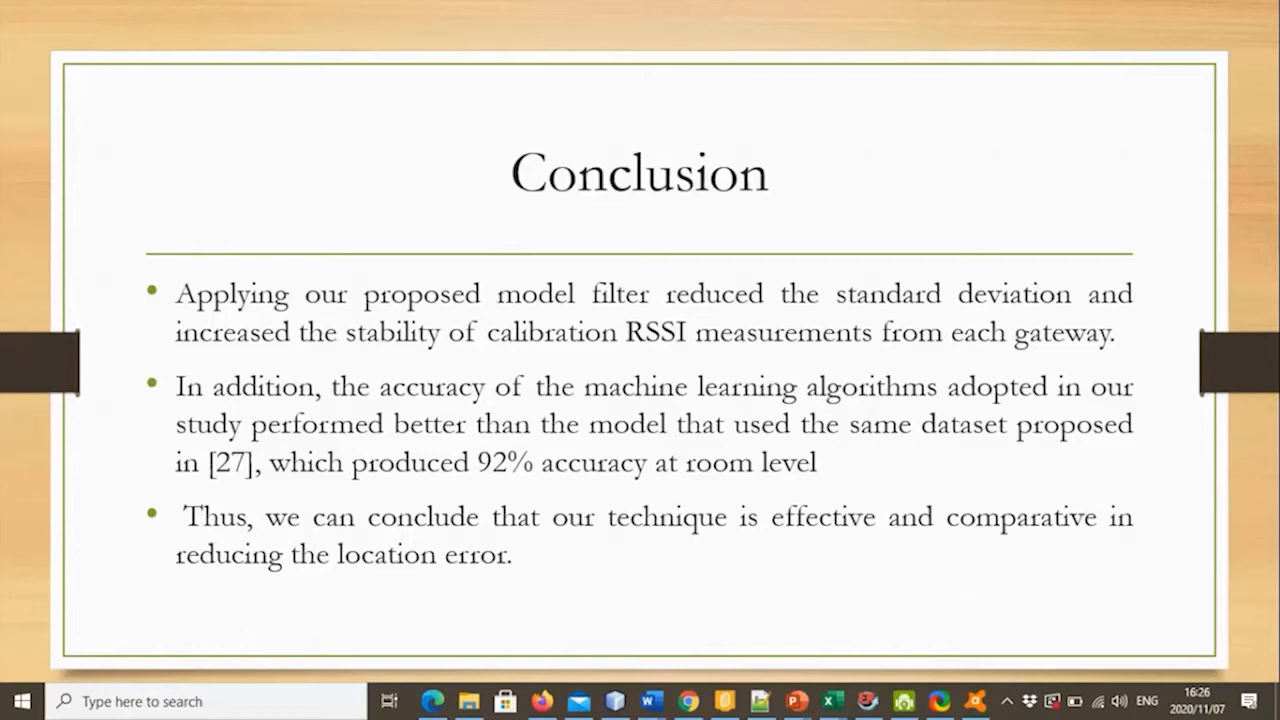 Conclusion
• Applying our proposed model filter reduced the standard deviation and
increased the stability of calibration RSSI measurements from each gateway.
• In addition, the accuracy of the machine learning algorithms adopted in our
study performed better than the model that used the same dataset proposed
in [27], which produced 92% accuracy at room level
• Thus, we can conclude that our technique is effective and comparative in
reducing the location error.
Type here to search
ENG
16:26
2020/11/07